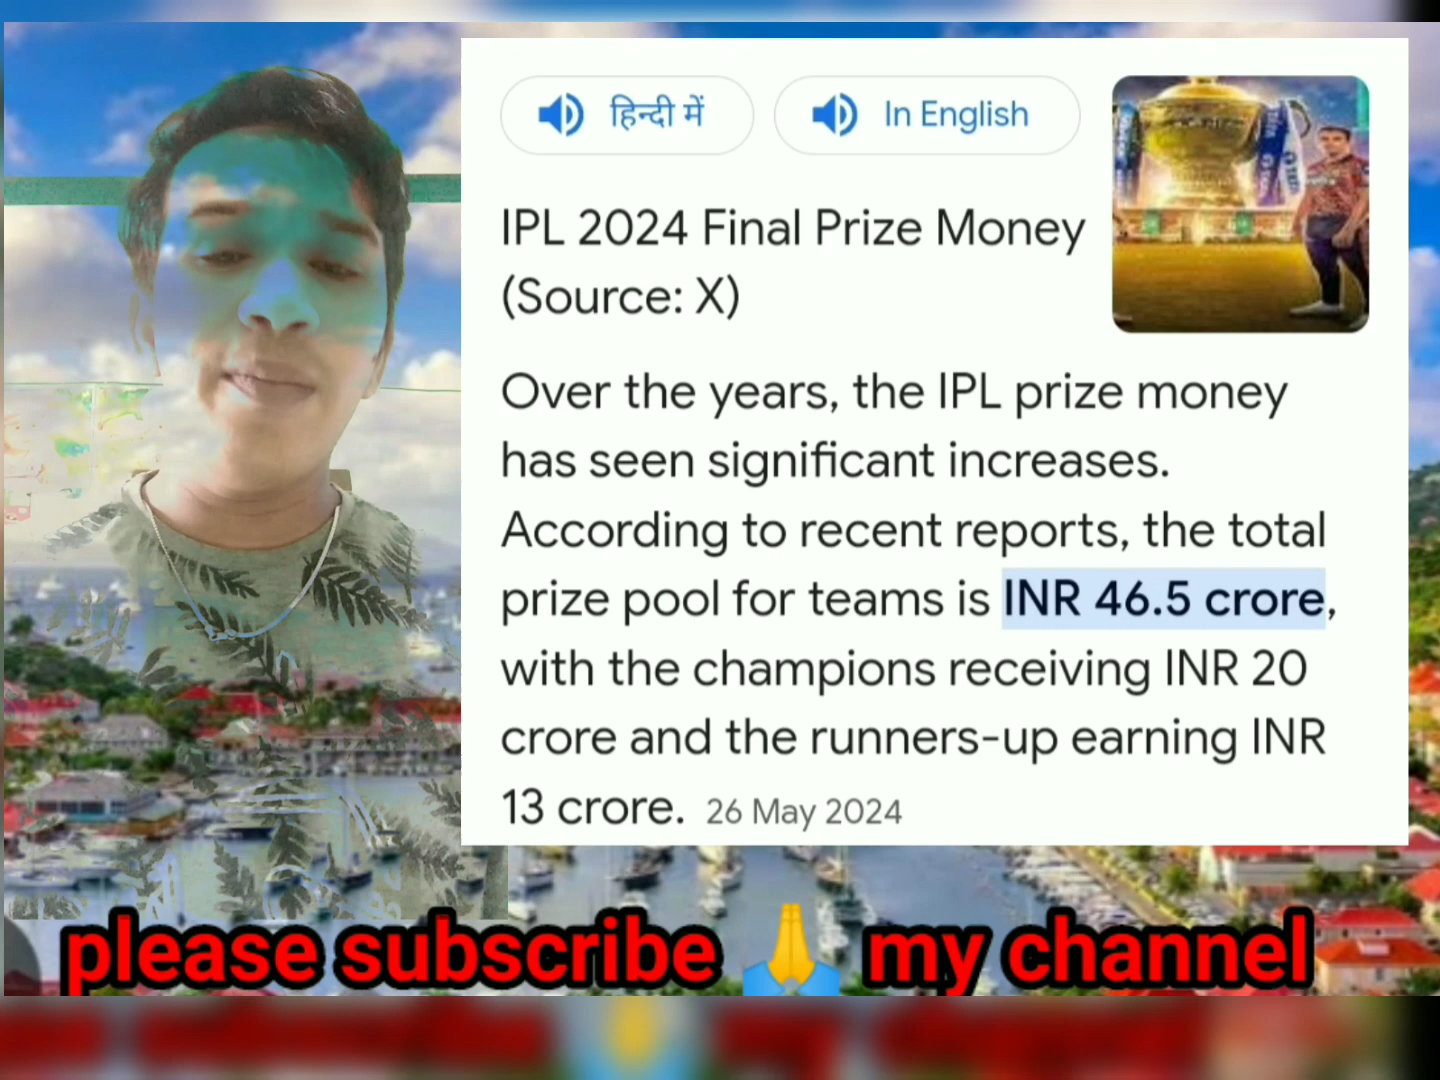 हिन्दी में
In English
IPL 2024 Final Prize Money
(Source: X)
Over the years, the IPL prize money
has seen significant increases.
According to recent reports, the total
prize pool for teams is INR 46.5 crore,
with the champions receiving INR 20
crore and the runners-up earning INR
13 crore. 26 May 2024
please subscribe 🙏 my channel